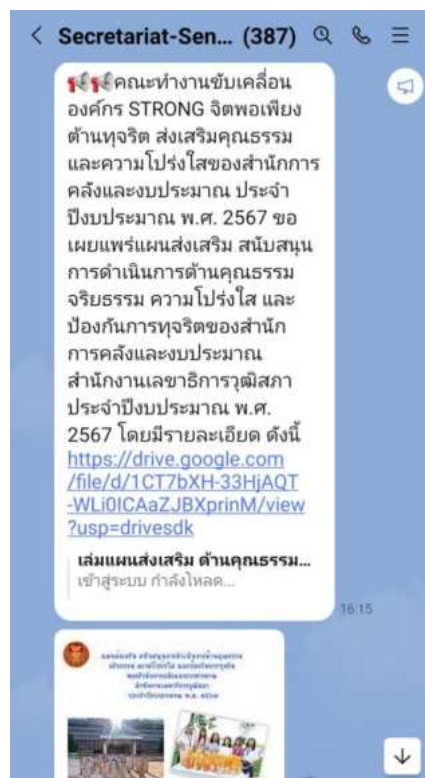 Secretariat-Sen... (387)
คณะทำงานขับเคลื่อน
องค์กร STRONG จิตพอเพียง
ต้านทุจริต ส่งเสริมคุณธรรม
และความโปร่งใสของสำนักการ
คลังและงบประมาณ ประจำ
ปีงบประมาณ พ.ศ. 2567 ขอ
เผยแพร่แผนส่งเสริม สนับสนุน
การดำเนินการด้านคุณธรรม
จริยธรรม ความโปร่งใส และ
ป้องกันการทุจริตของสำนัก
การคลังและงบประมาณ
สำนักงานเลขาธิการวุฒิสภา
ประจำปีงบประมาณ พ.ศ.
2567 โดยมีรายละเอียด ดังนี้
https://drive.google.com
/file/d/1CT7bXH-33HjAQT
-WLi0ICAaZJBXprinM/view
?usp=drivesdk
เล่มแผนส่งเสริม ด้านคุณธรรม...
เข้าสู่ระบบ กำลังโหลด...
16:15